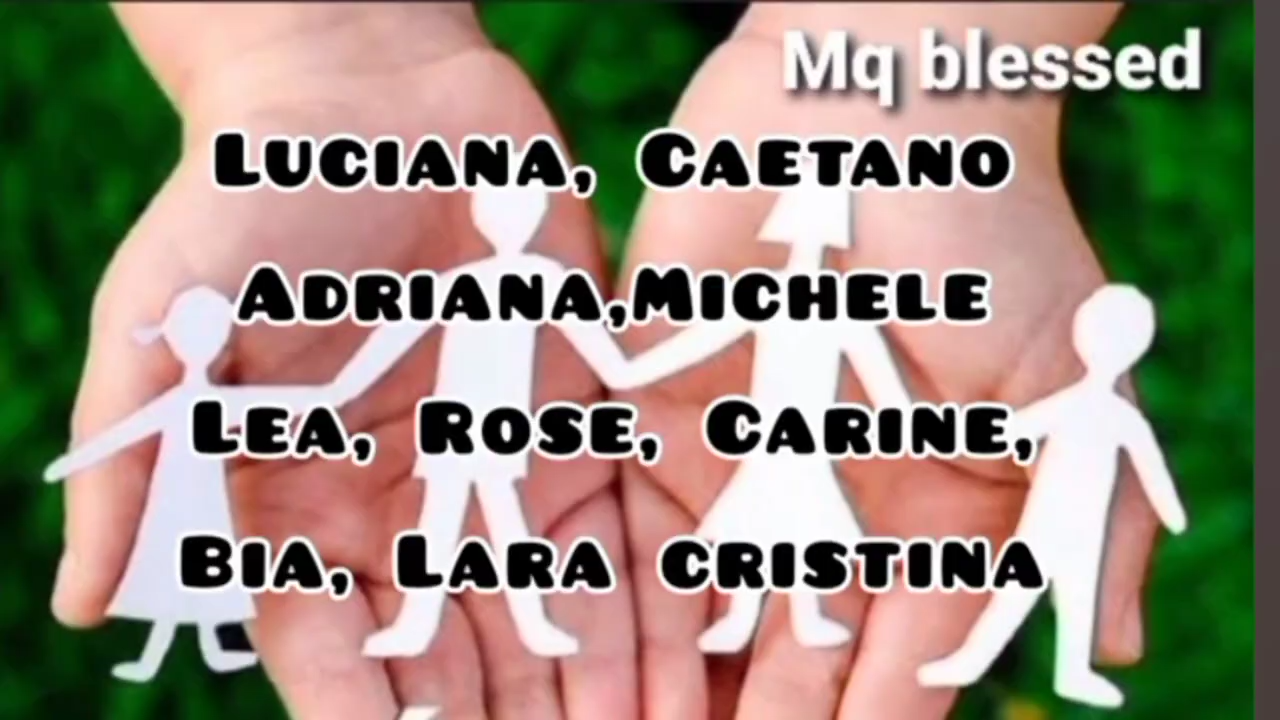 Mq blessed
Luciana, Caetano
Adriana,Michele
Lea, Rose, Carine,
Bia, Lara cristina